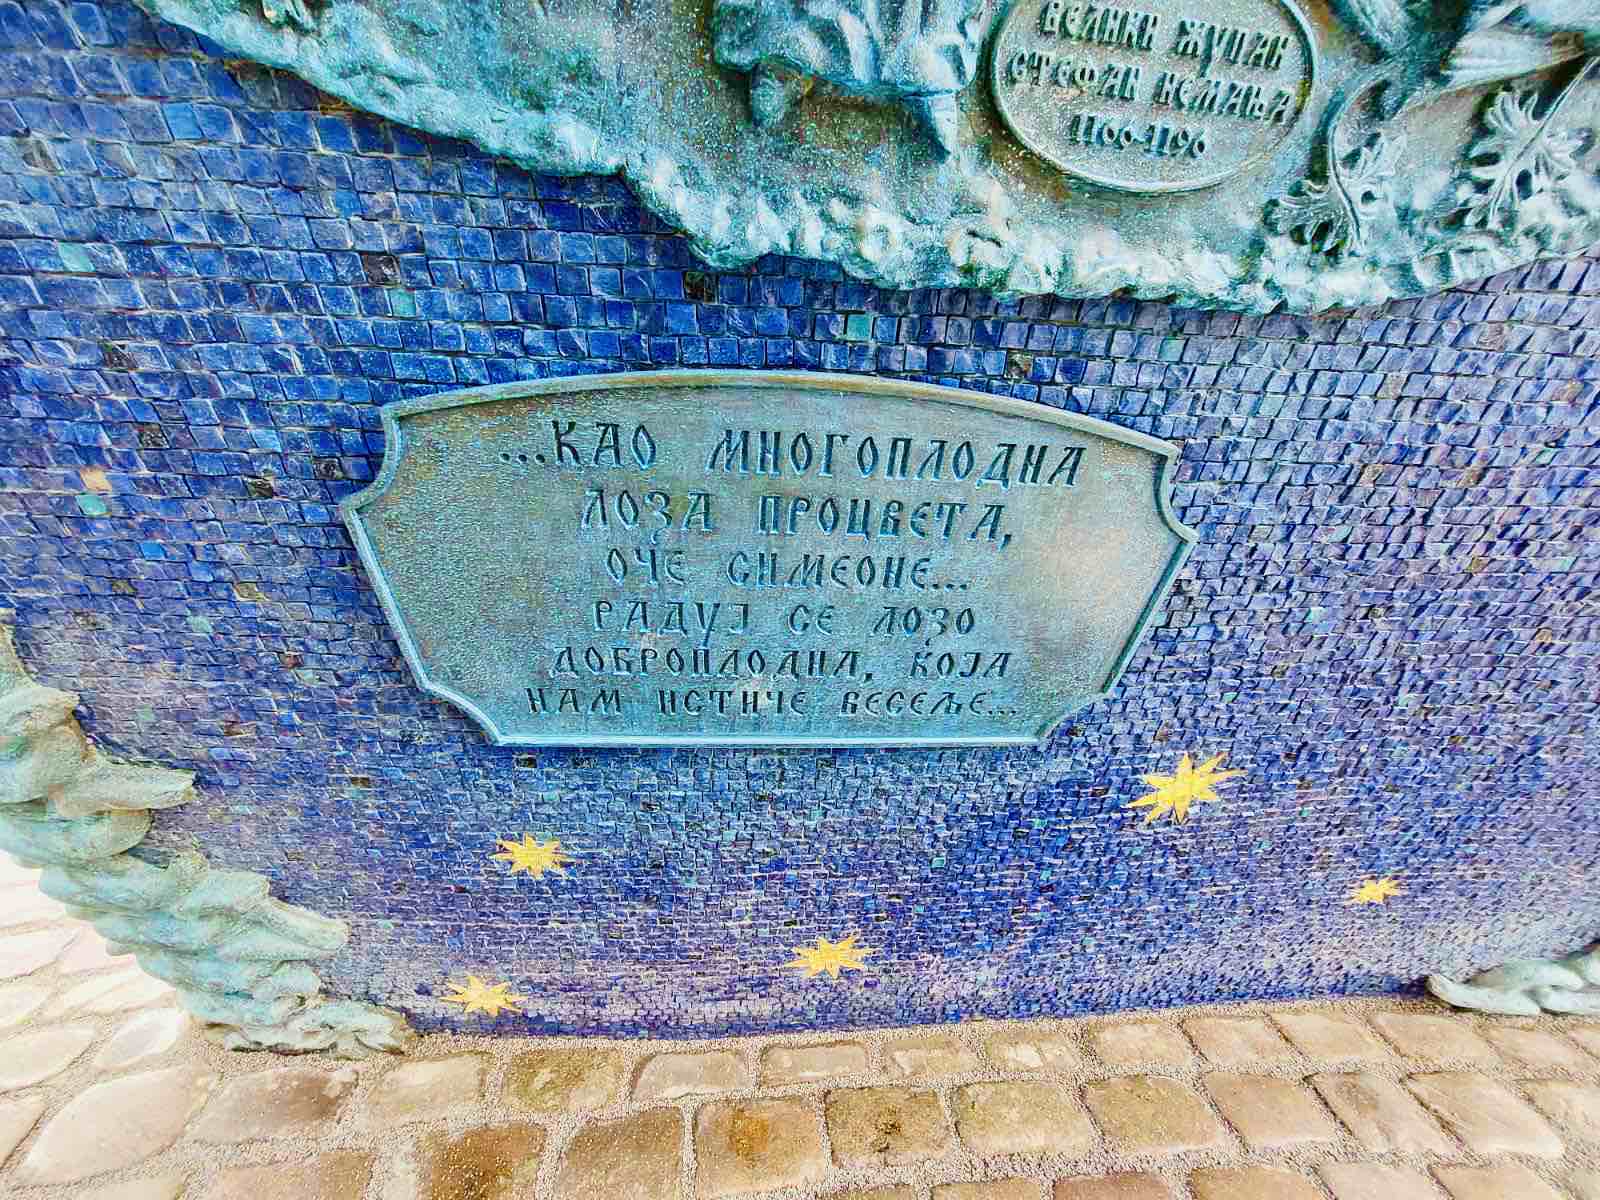 ВЕЛИКИ ЖУПАН
СТЕФАН НЕМАЊА
1166-1196
...КАО МНОГОПЛОДНА
ЛОЗА ПРОЦВЕТА,
ОЧЕ СИМЕОНЕ...
РАДУЈ СЕ ЛОЗО
ДОБРОПЛОДНА, КОЈА
НАМ ИСТИЧЕ ВЕСЕЉЕ...